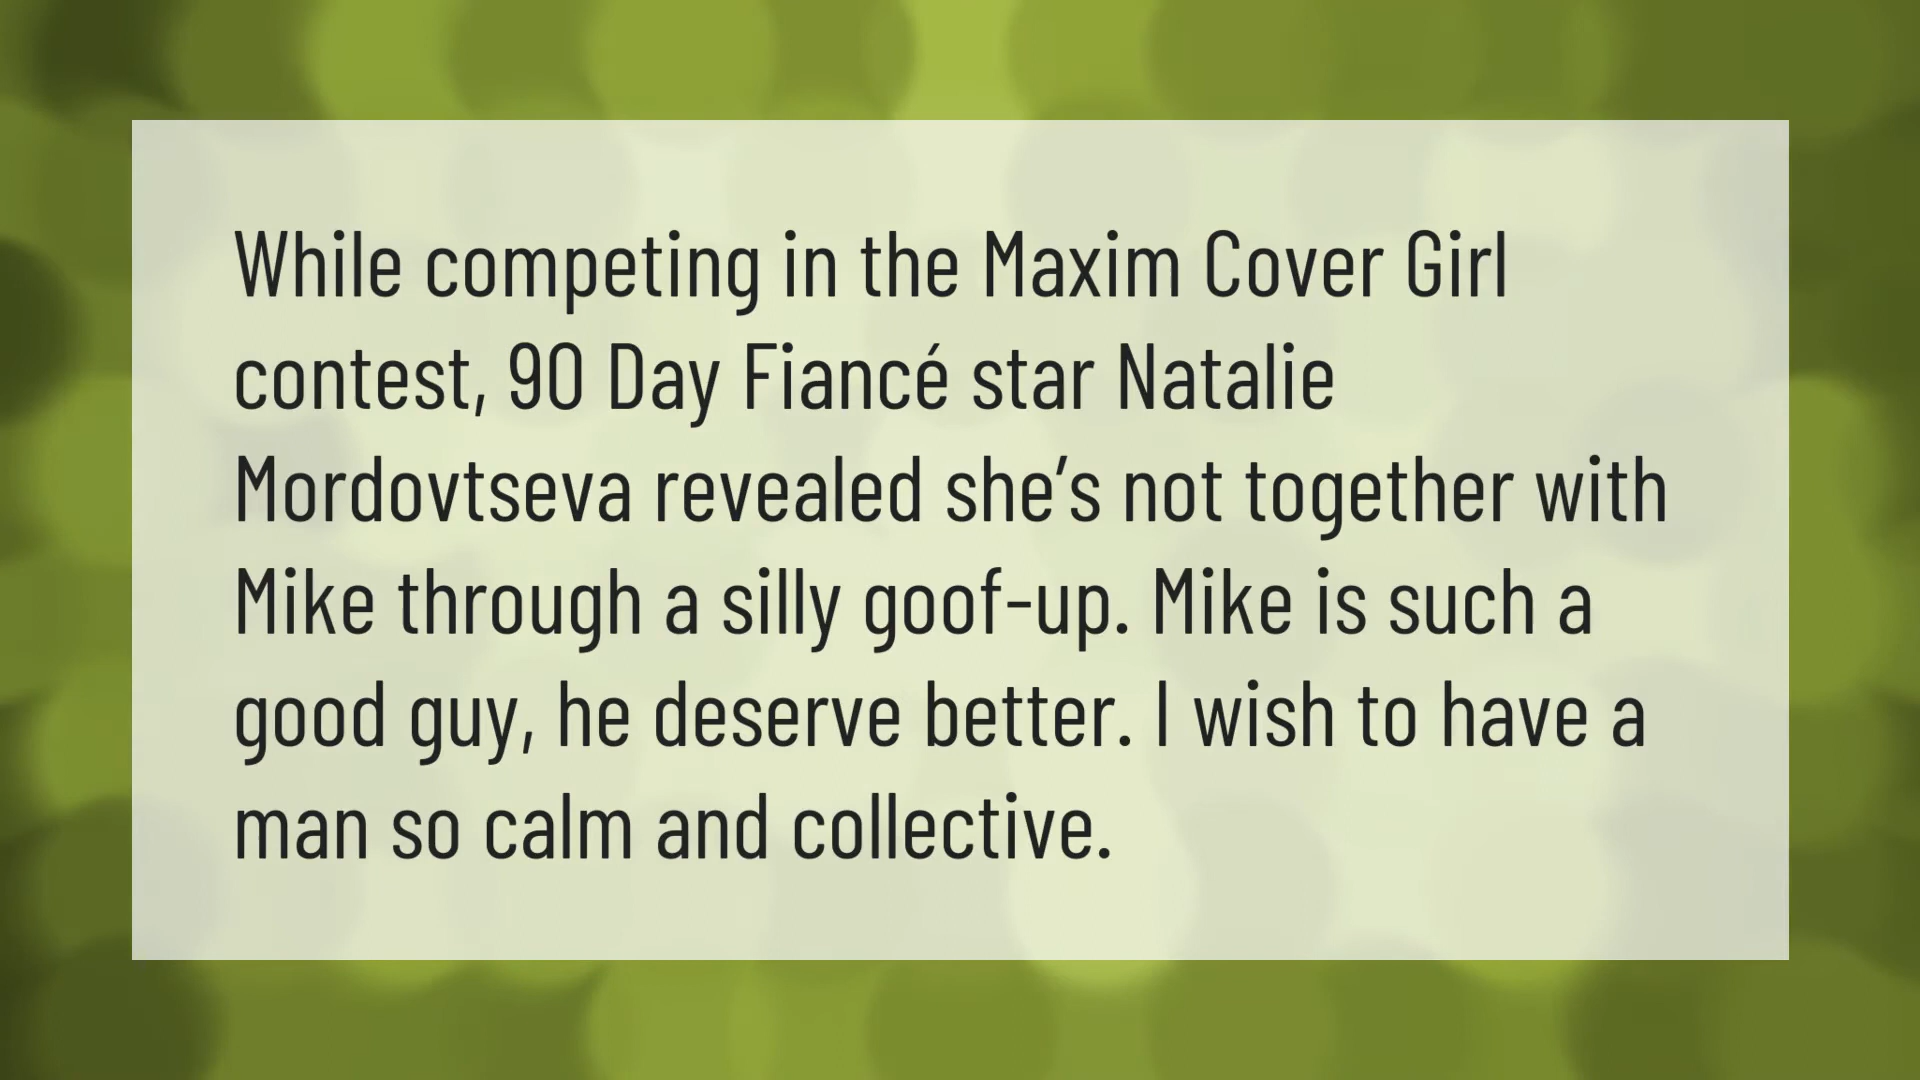 While competing in the Maxim Cover Girl
contest, 90 Day Fiancé star Natalie
Mordovtseva revealed she’s not together with
Mike through a silly goof-up. Mike is such a
good guy, he deserve better. I wish to have a
man so calm and collective.